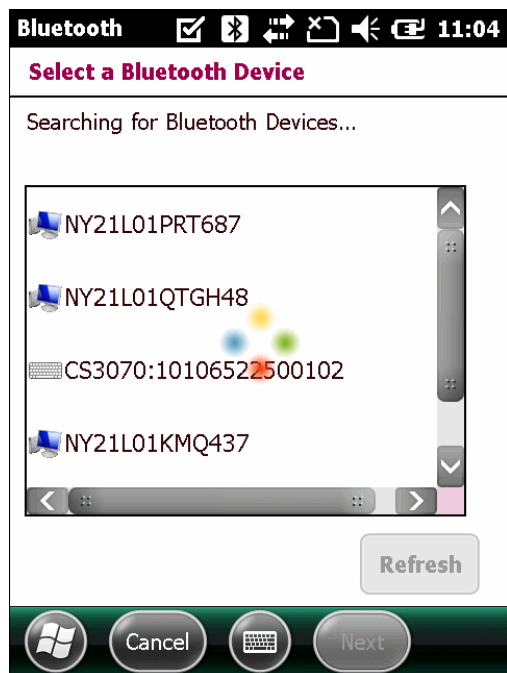 Bluetooth 11:04
Select a Bluetooth Device
Searching for Bluetooth Devices...
NY21L01PRT687
NY21L01QTGH48
CS3070:10106522500102
NY21L01KMQ437
Refresh
Cancel Next